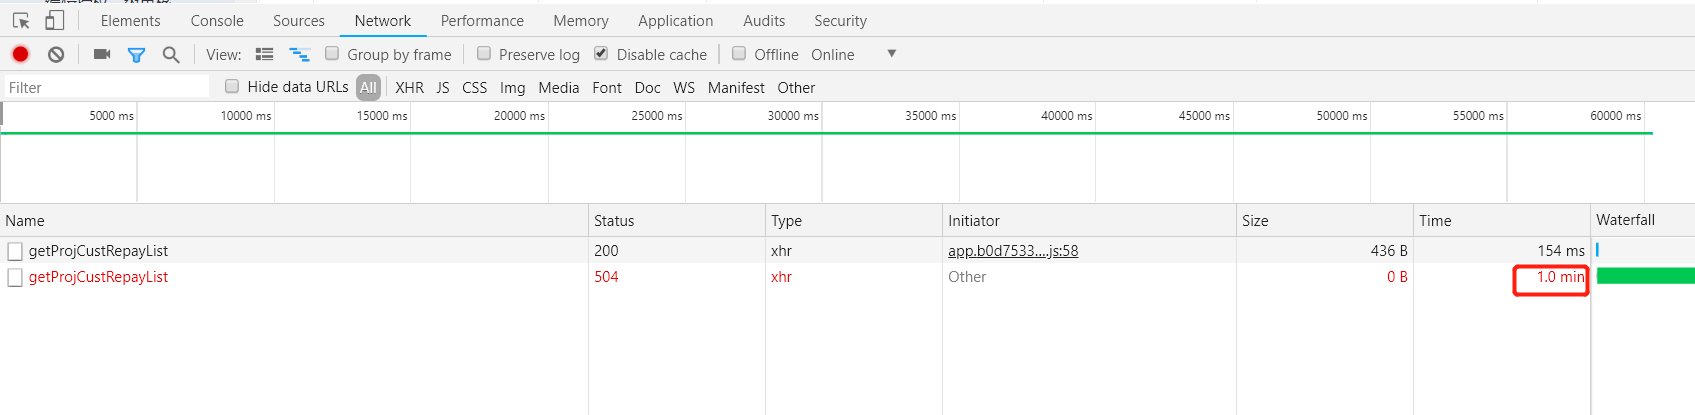 Elements Console Sources Network Performance Memory Application Audits Security
View: Group by frame Preserve log Disable cache Offline Online
Filter Hide data URLs All XHR JS CSS Img Media Font Doc WS Manifest Other
5000 ms 10000 ms 15000 ms 20000 ms 25000 ms 30000 ms 35000 ms 40000 ms 45000 ms 50000 ms 55000 ms 60000 ms
Name Status Type Initiator Size Time Waterfall
getProjCustRepayList 200 xhr app.b0d7533....js:58 436 B 154 ms
getProjCustRepayList 504 xhr Other 0 B 1.0 min